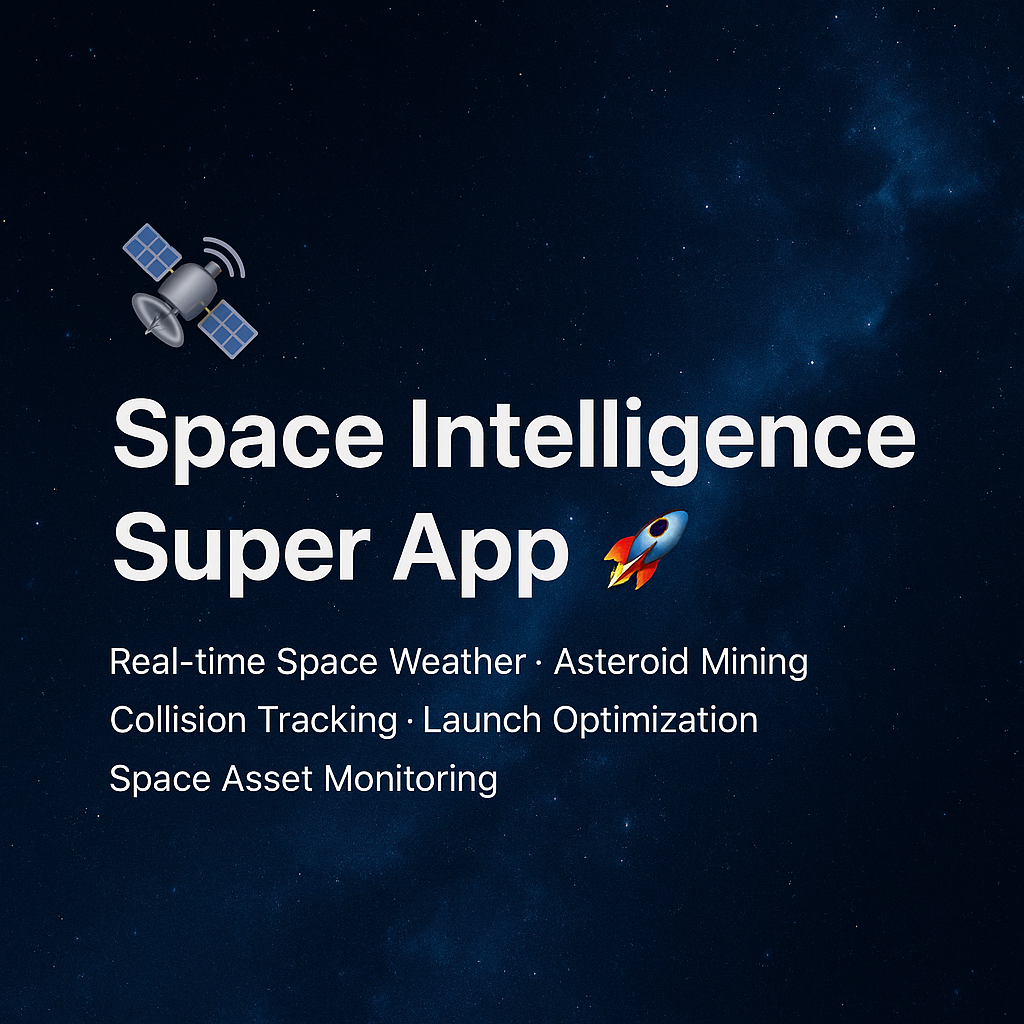 Space Intelligence
Super App 🚀
Real-time Space Weather · Asteroid Mining
Collision Tracking · Launch Optimization
Space Asset Monitoring